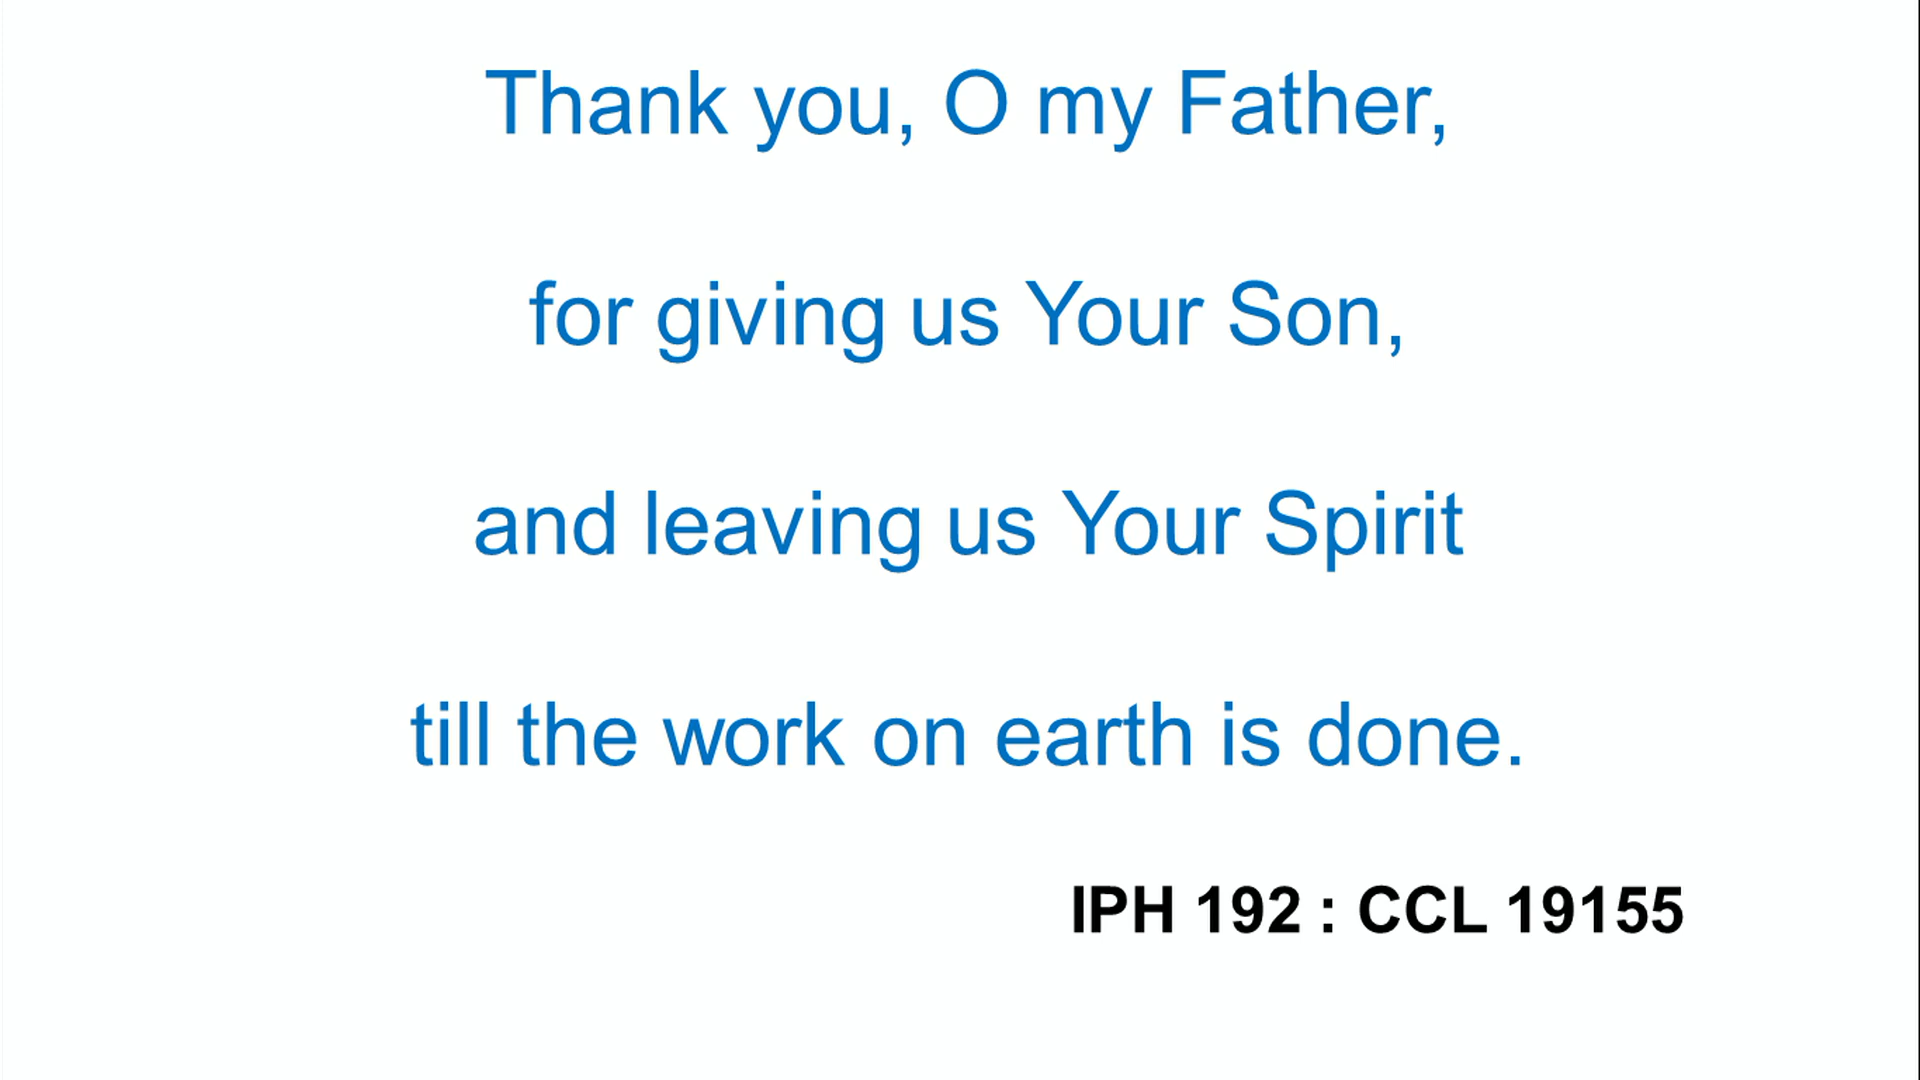 Thank you, O my Father,
for giving us Your Son,
and leaving us Your Spirit
till the work on earth is done.
IPH 192 : CCL 19155